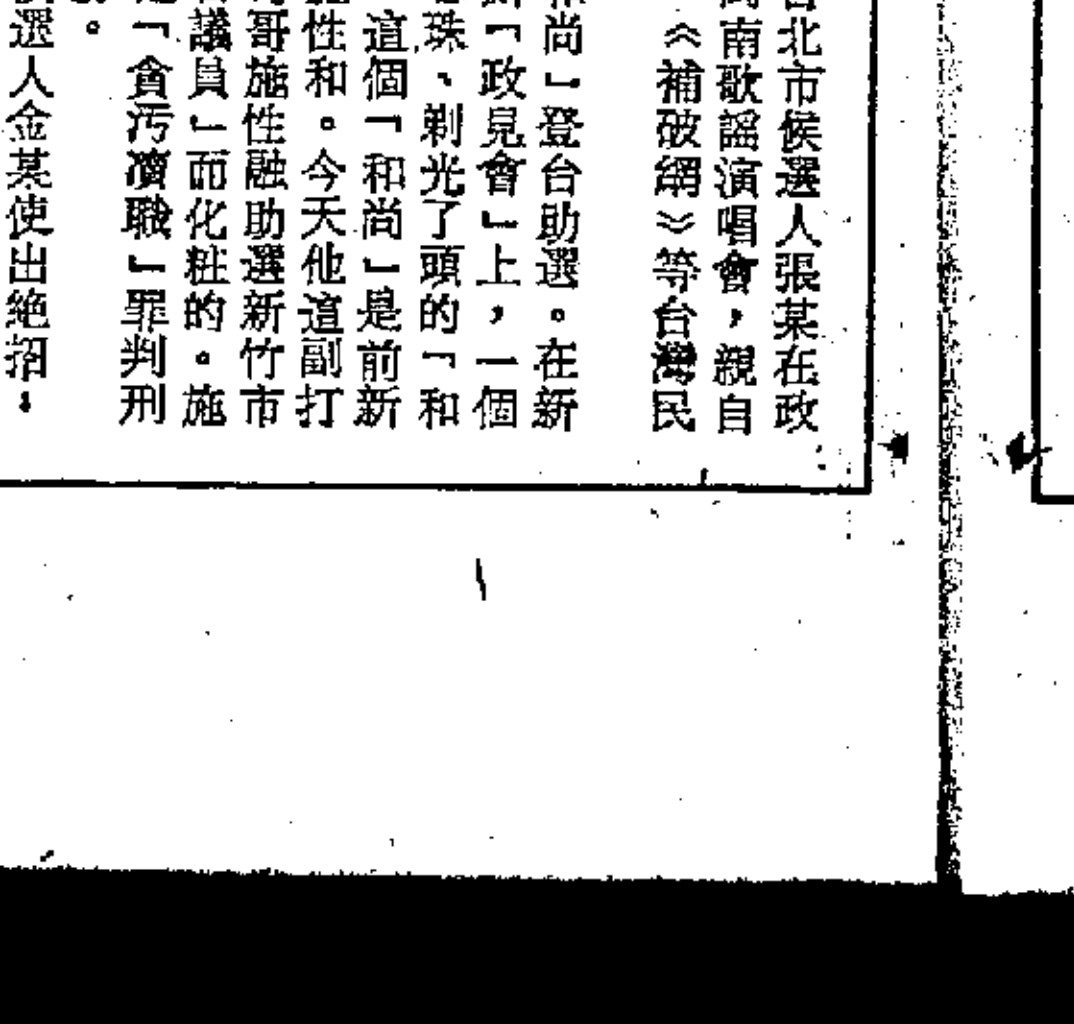 台北市侯選人張某在政
南歌謠演唱會，親自
《補破網》等台灣民
和尚」登台助選。在新
「政見會」上，一個
珠、剃光了頭的「和
這個「和尚」是前新
性和。今天他這副打
哥施性融助選新竹市
議員」而化粧的。施
「貪污瀆職」罪判刑
。
選人金某使出絕招，